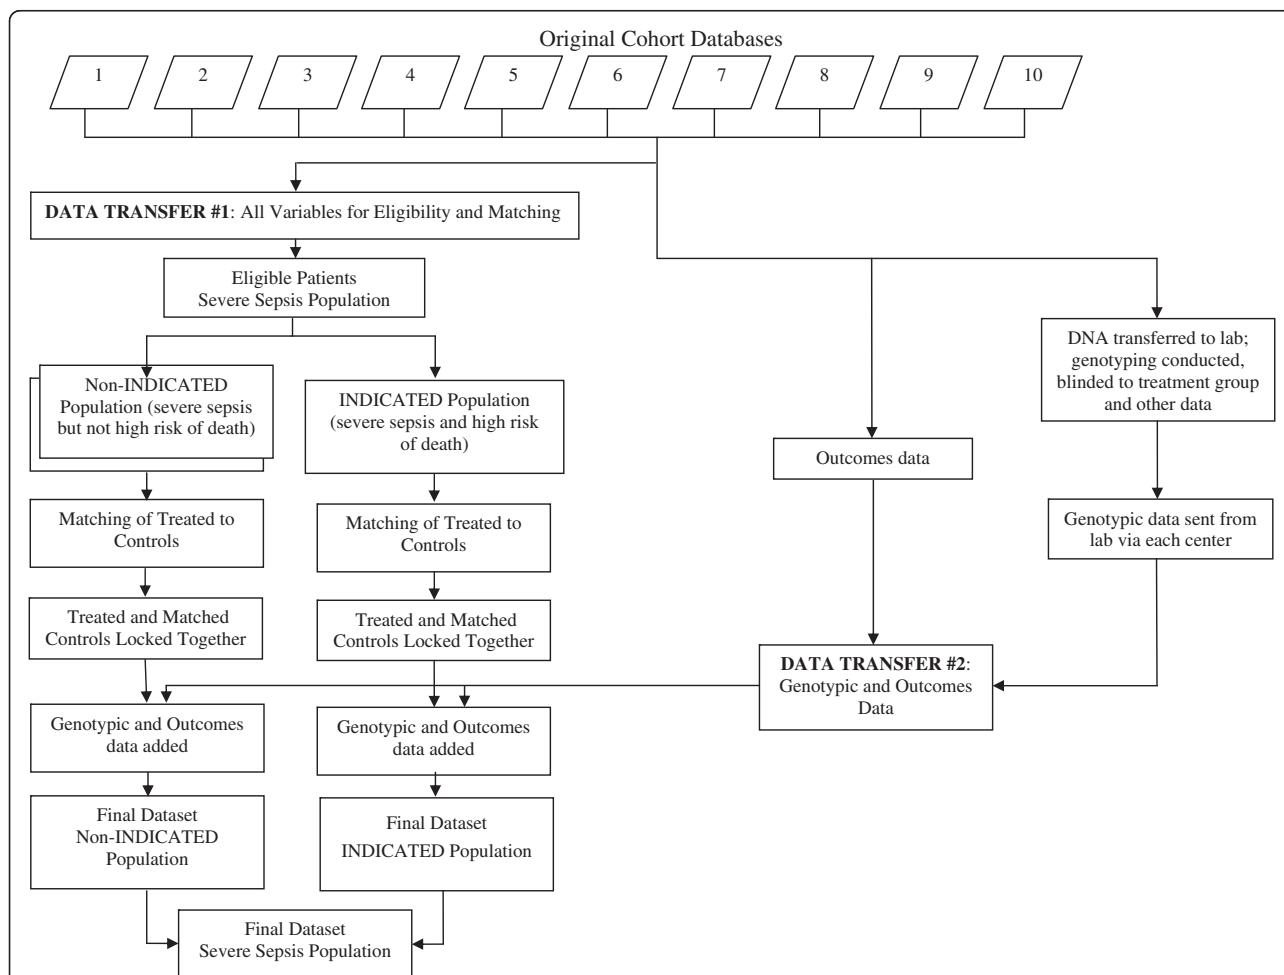 Original Cohort Databases
1 2 3 4 5 6 7 8 9 10
DATA TRANSFER #1: All Variables for Eligibility and Matching
Eligible Patients
Severe Sepsis Population
Non-INDICATED
Population (severe sepsis
but not high risk of death)
INDICATED Population
(severe sepsis and high risk
of death)
DNA transferred to lab;
genotyping conducted,
blinded to treatment group
and other data
Outcomes data
Matching of Treated to
Controls
Matching of Treated to
Controls
Genotypic data sent from
lab via each center
Treated and Matched
Controls Locked Together
Treated and Matched
Controls Locked Together
DATA TRANSFER #2:
Genotypic and Outcomes
Data
Genotypic and Outcomes
data added
Genotypic and Outcomes
data added
Final Dataset
Non-INDICATED
Population
Final Dataset
INDICATED Population
Final Dataset
Severe Sepsis Population